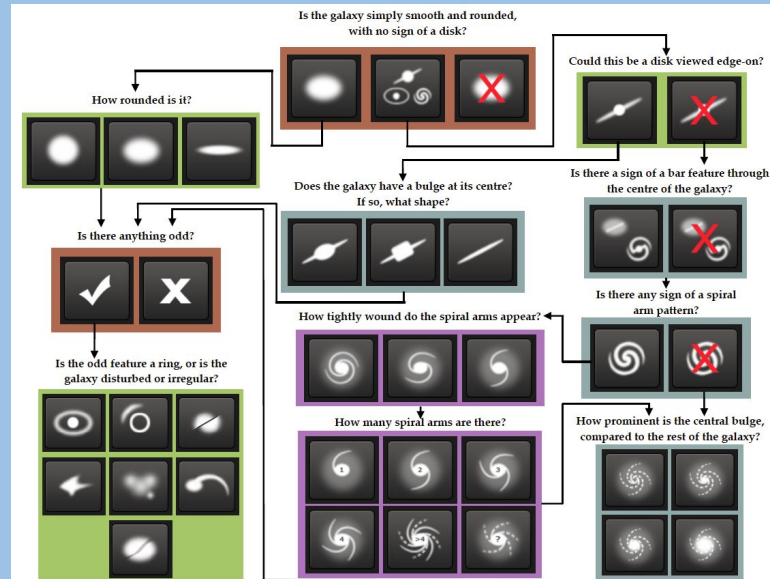 Is the galaxy simply smooth and rounded,
with no sign of a disk?
Could this be a disk viewed edge-on?
How rounded is it?
Does the galaxy have a bulge at its centre?
If so, what shape?
Is there a sign of a bar feature through
the centre of the galaxy?
Is there anything odd?
Is there any sign of a spiral
arm pattern?
How tightly wound do the spiral arms appear?
Is the odd feature a ring, or is the
galaxy disturbed or irregular?
How many spiral arms are there?
1
2
3
4
>4
?
How prominent is the central bulge,
compared to the rest of the galaxy?